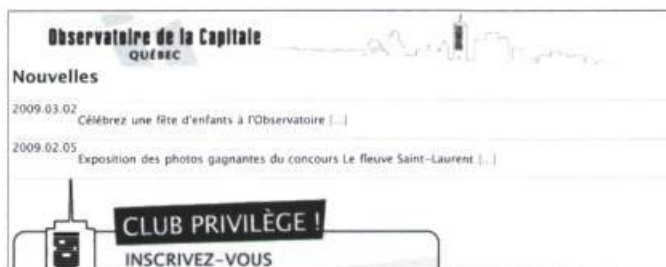 Observatoire de la Capitale
QUÉBEC
Nouvelles
2009.03.02
Célébrez une fête d'enfants à l'Observatoire [...]
2009.02.05
Exposition des photos gagnantes du concours Le fleuve Saint-Laurent [...]
CLUB PRIVILÈGE !
INSCRIVEZ-VOUS